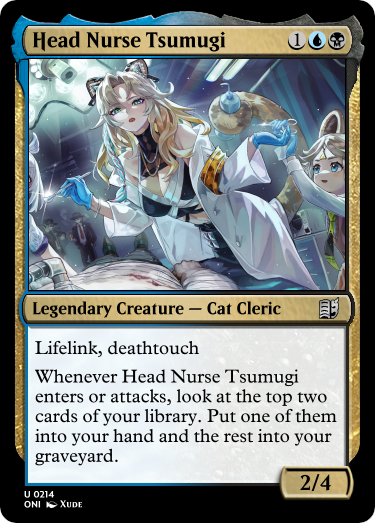 Head Nurse Tsumugi 1
Legendary Creature — Cat Cleric
Lifelink, deathtouch
Whenever Head Nurse Tsumugi
enters or attacks, look at the top two
cards of your library. Put one of them
into your hand and the rest into your
graveyard.
2/4
U 0214
ONI Xude